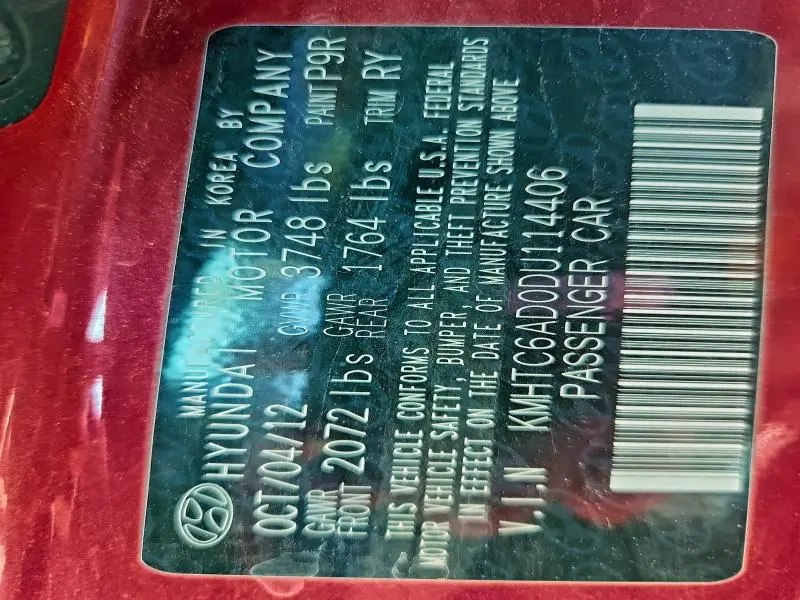 MANUFACTURED IN KOREA BY
HYUNDAI MOTOR COMPANY
OCT/04/12 GVWR 3748 lbs PAINT P9R
GAWR FRONT 2072 lbs GAWR REAR 1764 lbs TRIM RY
THIS VEHICLE CONFORMS TO ALL APPLICABLE U.S.A. FEDERAL
MOTOR VEHICLE SAFETY, BUMPER, AND THEFT PREVENTION STANDARDS
IN EFFECT ON THE DATE OF MANUFACTURE SHOWN ABOVE
V.I.N KMHTC6AD0DU114406
PASSENGER CAR